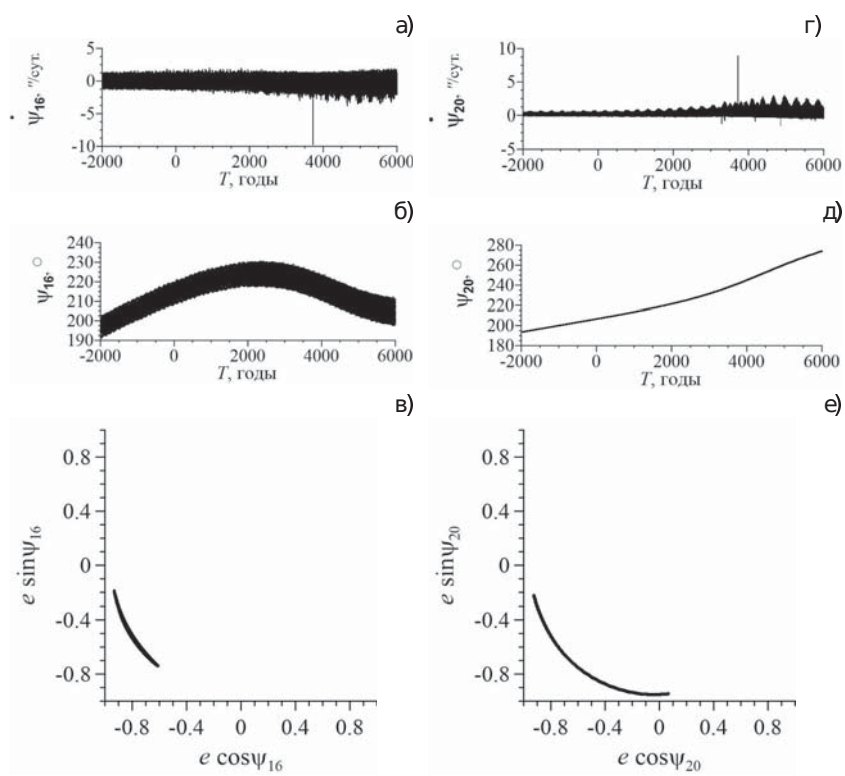 а)
ψ̇₁₆, "/сут.
5
0
-5
-10
-2000 0 2000 4000 6000
T, годы
г)
ψ̇₂₀, "/сут.
10
5
0
-5
-2000 0 2000 4000 6000
T, годы
б)
ψ₁₆, °
240
230
220
210
200
190
-2000 0 2000 4000 6000
T, годы
д)
ψ₂₀, °
280
260
240
220
200
180
-2000 0 2000 4000 6000
T, годы
в)
e sinψ₁₆
0.8
0.4
0
-0.4
-0.8
-0.8 -0.4 0 0.4 0.8
e cosψ₁₆
е)
e sinψ₂₀
0.8
0.4
0
-0.4
-0.8
-0.8 -0.4 0 0.4 0.8
e cosψ₂₀